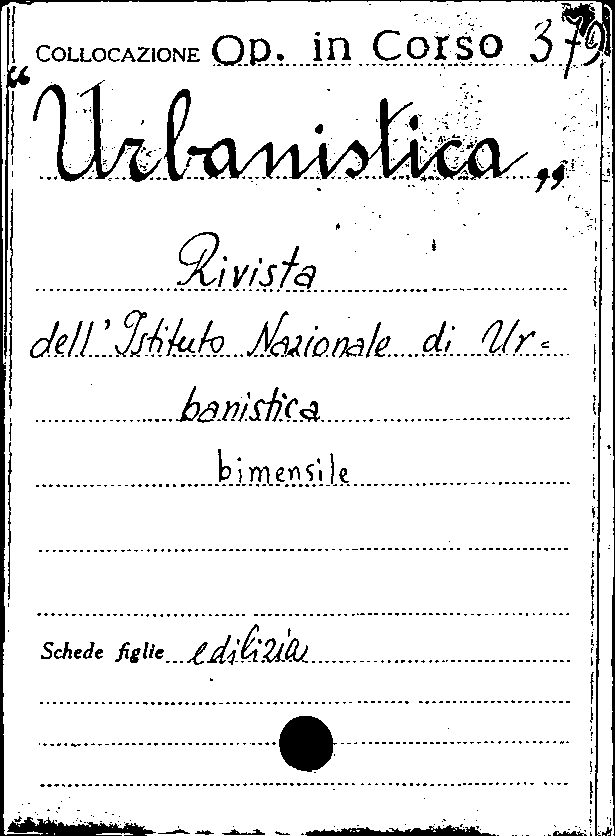 COLLOCAZIONE Op. in Corso 379
“Urbanistica„
Rivista
dell'Istituto Nazionale di Ur=
banistica
bimensile
Schede figlie edilizia